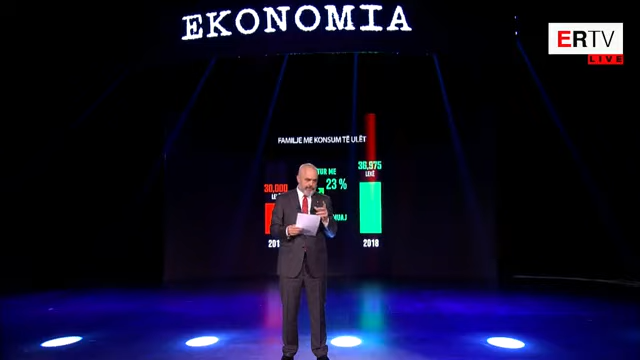 EKONOMIA
ERTV
LIVE
FAMILJE ME KONSUM TË ULËT
36,975
LEKË
30,000
23 %
2018